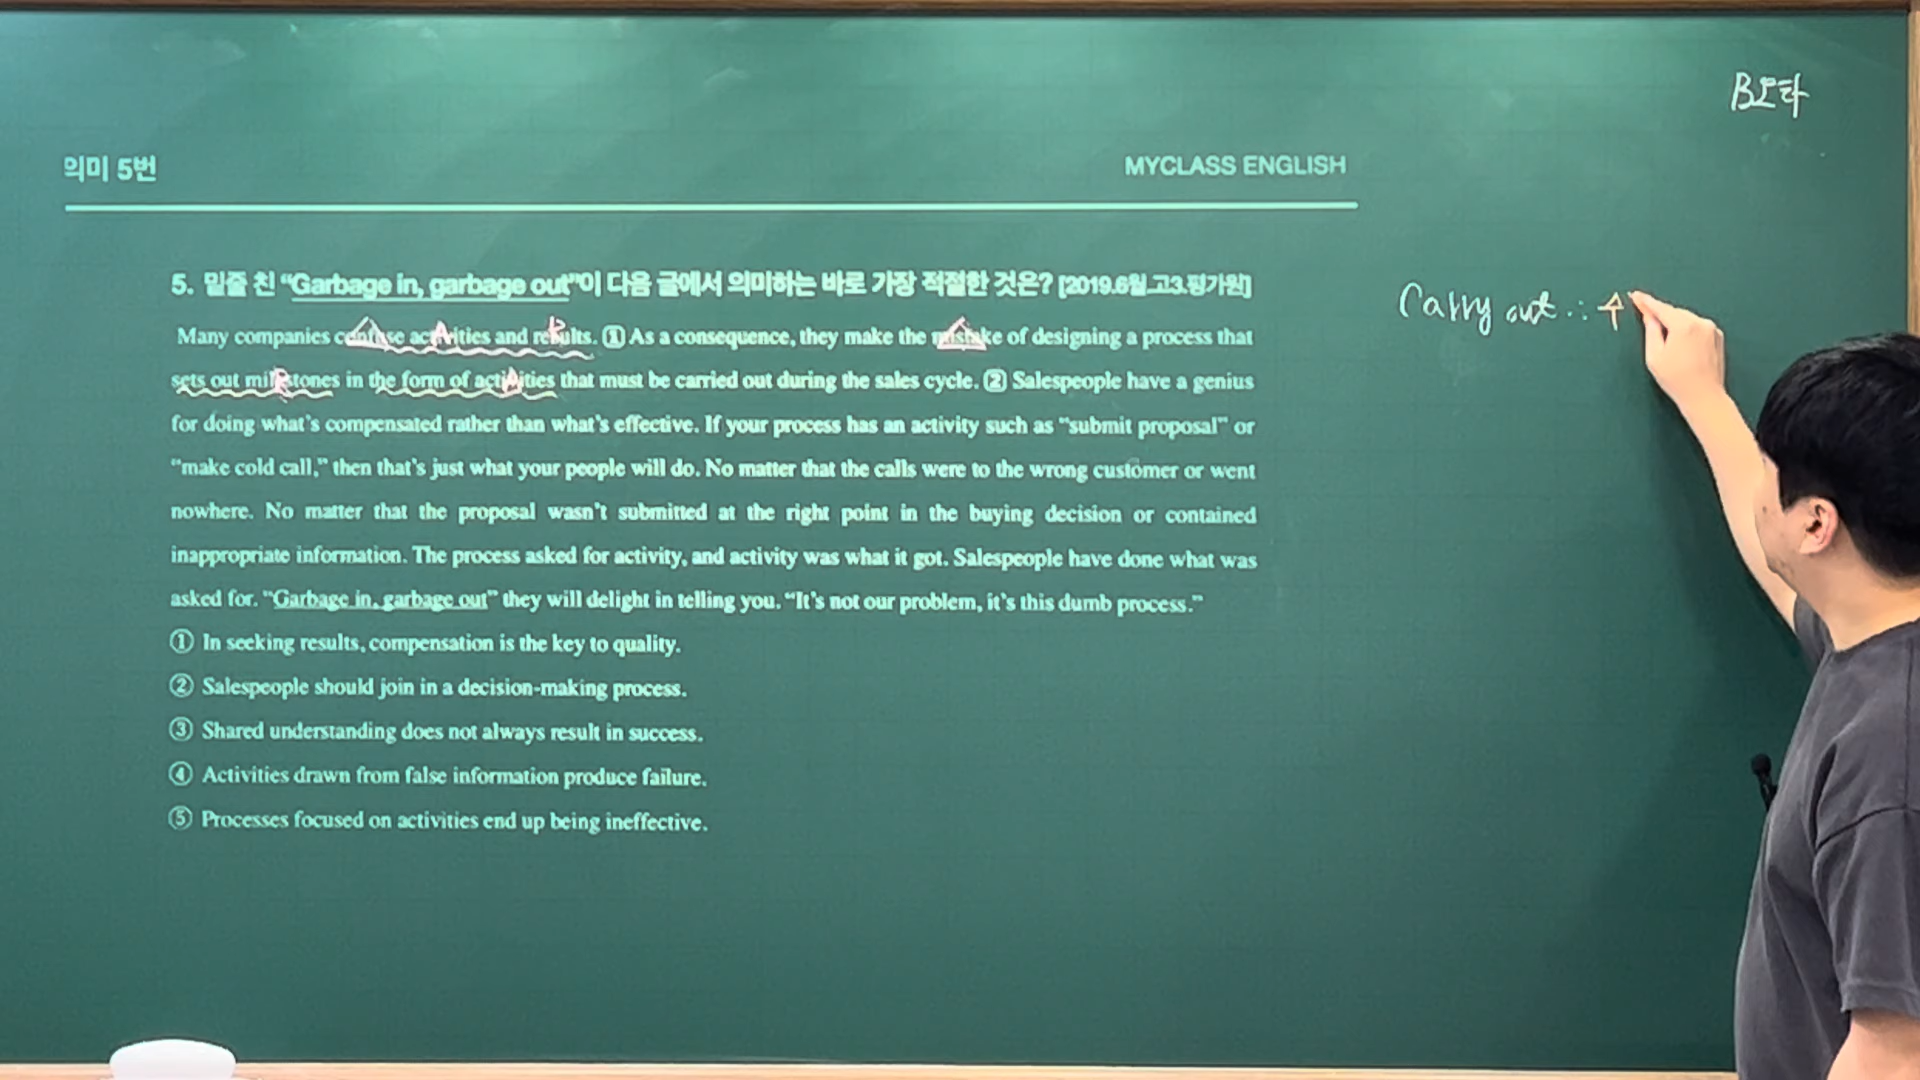 B오타
의미 5번
MYCLASS ENGLISH
5. 밑줄 친 “Garbage in, garbage out”이 다음 글에서 의미하는 바로 가장 적절한 것은? [2019.6월.고3.평가원]
Many companies confuse activities and results. ① As a consequence, they make the mistake of designing a process that
sets out milestones in the form of activities that must be carried out during the sales cycle. ② Salespeople have a genius
for doing what’s compensated rather than what’s effective. If your process has an activity such as “submit proposal” or
“make cold call,” then that’s just what your people will do. No matter that the calls were to the wrong customer or went
nowhere. No matter that the proposal wasn’t submitted at the right point in the buying decision or contained
inappropriate information. The process asked for activity, and activity was what it got. Salespeople have done what was
asked for. “Garbage in, garbage out” they will delight in telling you. “It’s not our problem, it’s this dumb process.”
① In seeking results, compensation is the key to quality.
② Salespeople should join in a decision-making process.
③ Shared understanding does not always result in success.
④ Activities drawn from false information produce failure.
⑤ Processes focused on activities end up being ineffective.
Carry out :
A
R
R
A